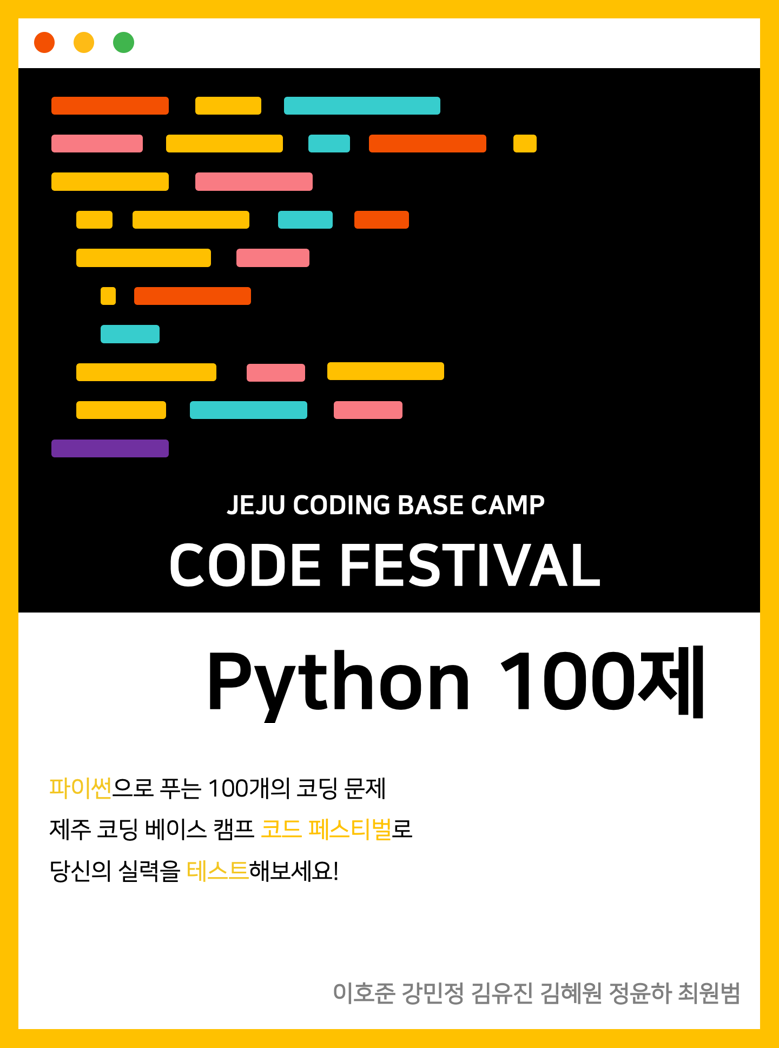 JEJU CODING BASE CAMP
CODE FESTIVAL
Python 100제
파이썬으로 푸는 100개의 코딩 문제
제주 코딩 베이스 캠프 코드 페스티벌로
당신의 실력을 테스트해보세요!
이호준 강민정 김유진 김혜원 정윤하 최원범